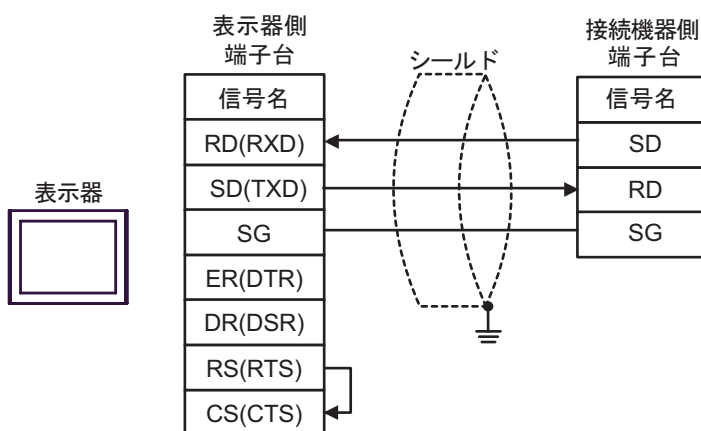 表示器側
端子台
シールド
接続機器側
端子台
信号名
信号名
RD(RXD)
SD
SD(TXD)
RD
表示器
SG
SG
ER(DTR)
DR(DSR)
RS(RTS)
CS(CTS)